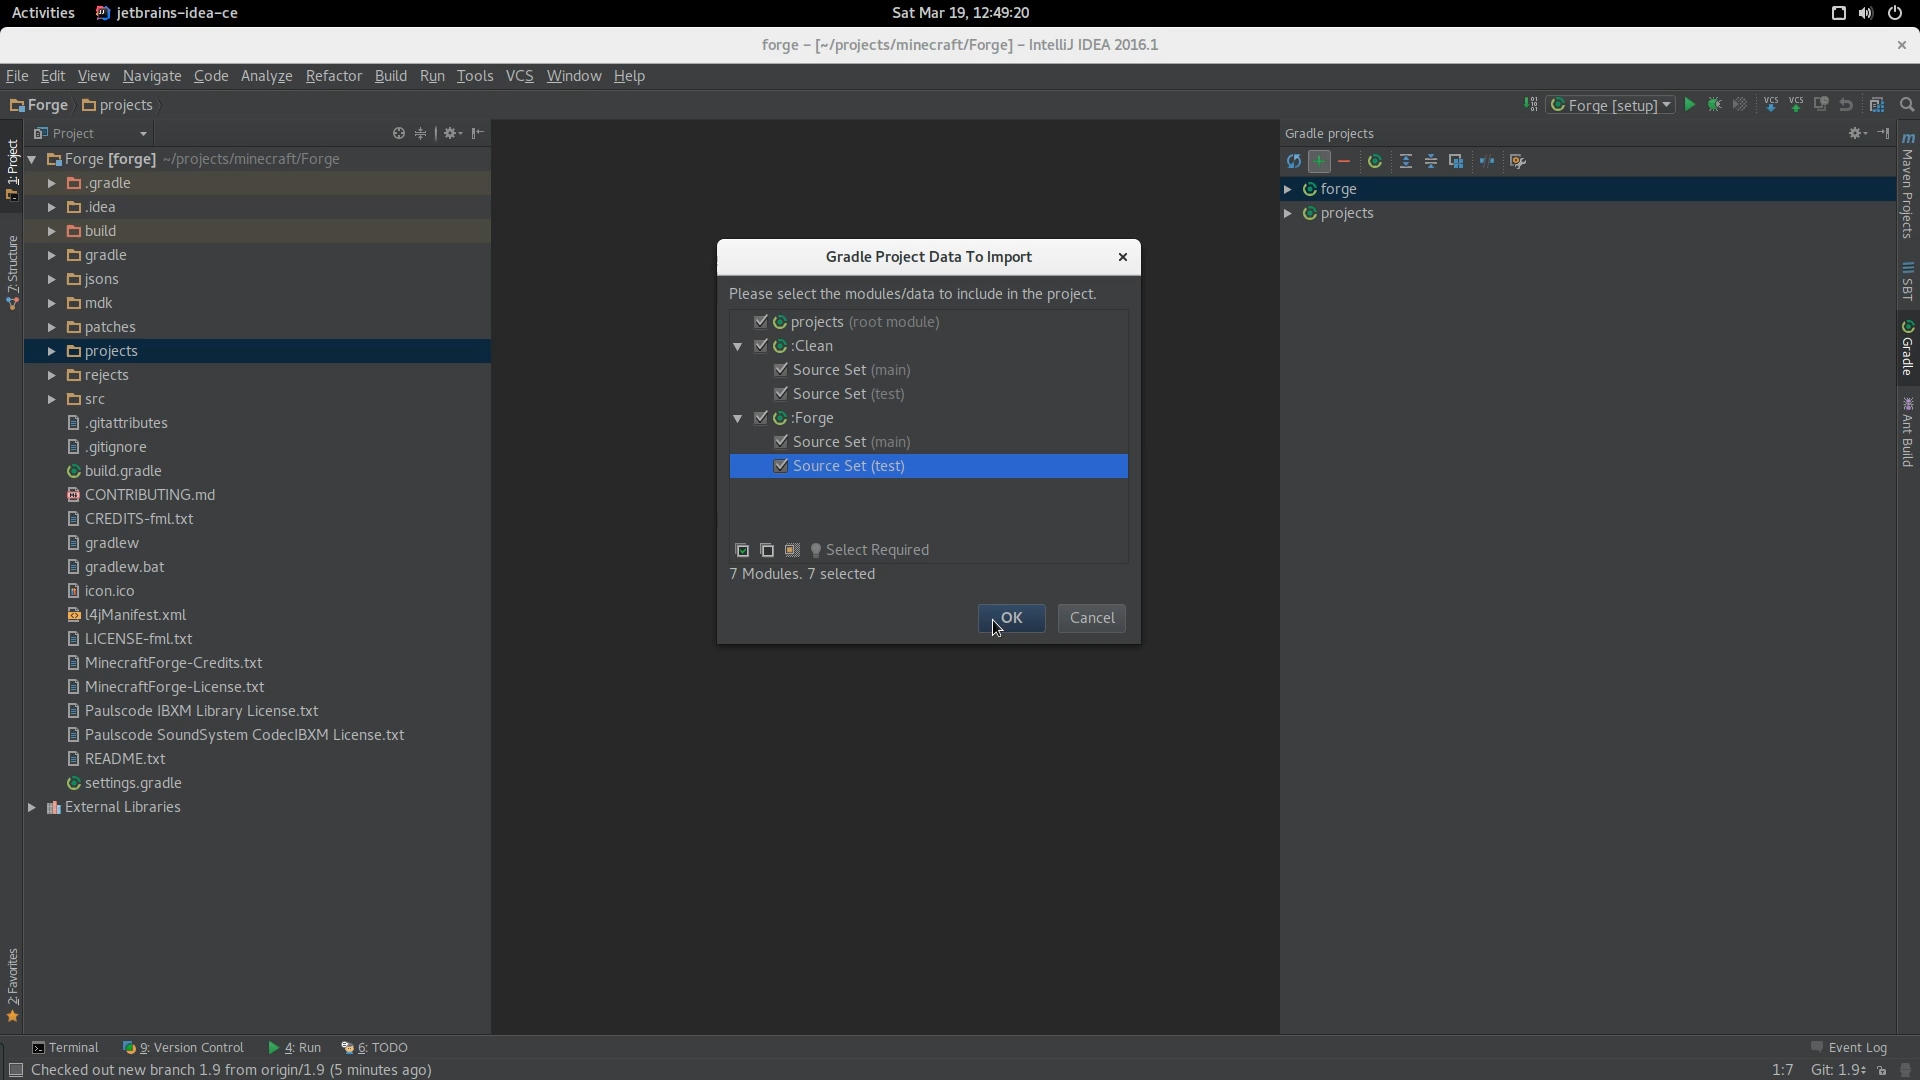 Activities jetbrains-idea-ce Sat Mar 19, 12:49:20
forge – [~/projects/minecraft/Forge] – IntelliJ IDEA 2016.1
File Edit View Navigate Code Analyze Refactor Build Run Tools VCS Window Help
Forge projects Forge [setup] VCS VCS
Project Gradle projects
1: Project
7: Structure
2: Favorites
Forge [forge] ~/projects/minecraft/Forge
.gradle
.idea
build
gradle
jsons
mdk
patches
projects
rejects
src
.gitattributes
.gitignore
build.gradle
CONTRIBUTING.md
CREDITS-fml.txt
gradlew
gradlew.bat
icon.ico
l4jManifest.xml
LICENSE-fml.txt
MinecraftForge-Credits.txt
MinecraftForge-License.txt
Paulscode IBXM Library License.txt
Paulscode SoundSystem CodecIBXM License.txt
README.txt
settings.gradle
External Libraries
Gradle Project Data To Import
Please select the modules/data to include in the project.
projects (root module)
:Clean
Source Set (main)
Source Set (test)
:Forge
Source Set (main)
Source Set (test)
Select Required
7 Modules. 7 selected
OK Cancel
forge
projects
m Maven Projects
SBT
Gradle
Ant Build
Terminal 9: Version Control 4: Run 6: TODO Event Log
Checked out new branch 1.9 from origin/1.9 (5 minutes ago) 1:7 Git: 1.9